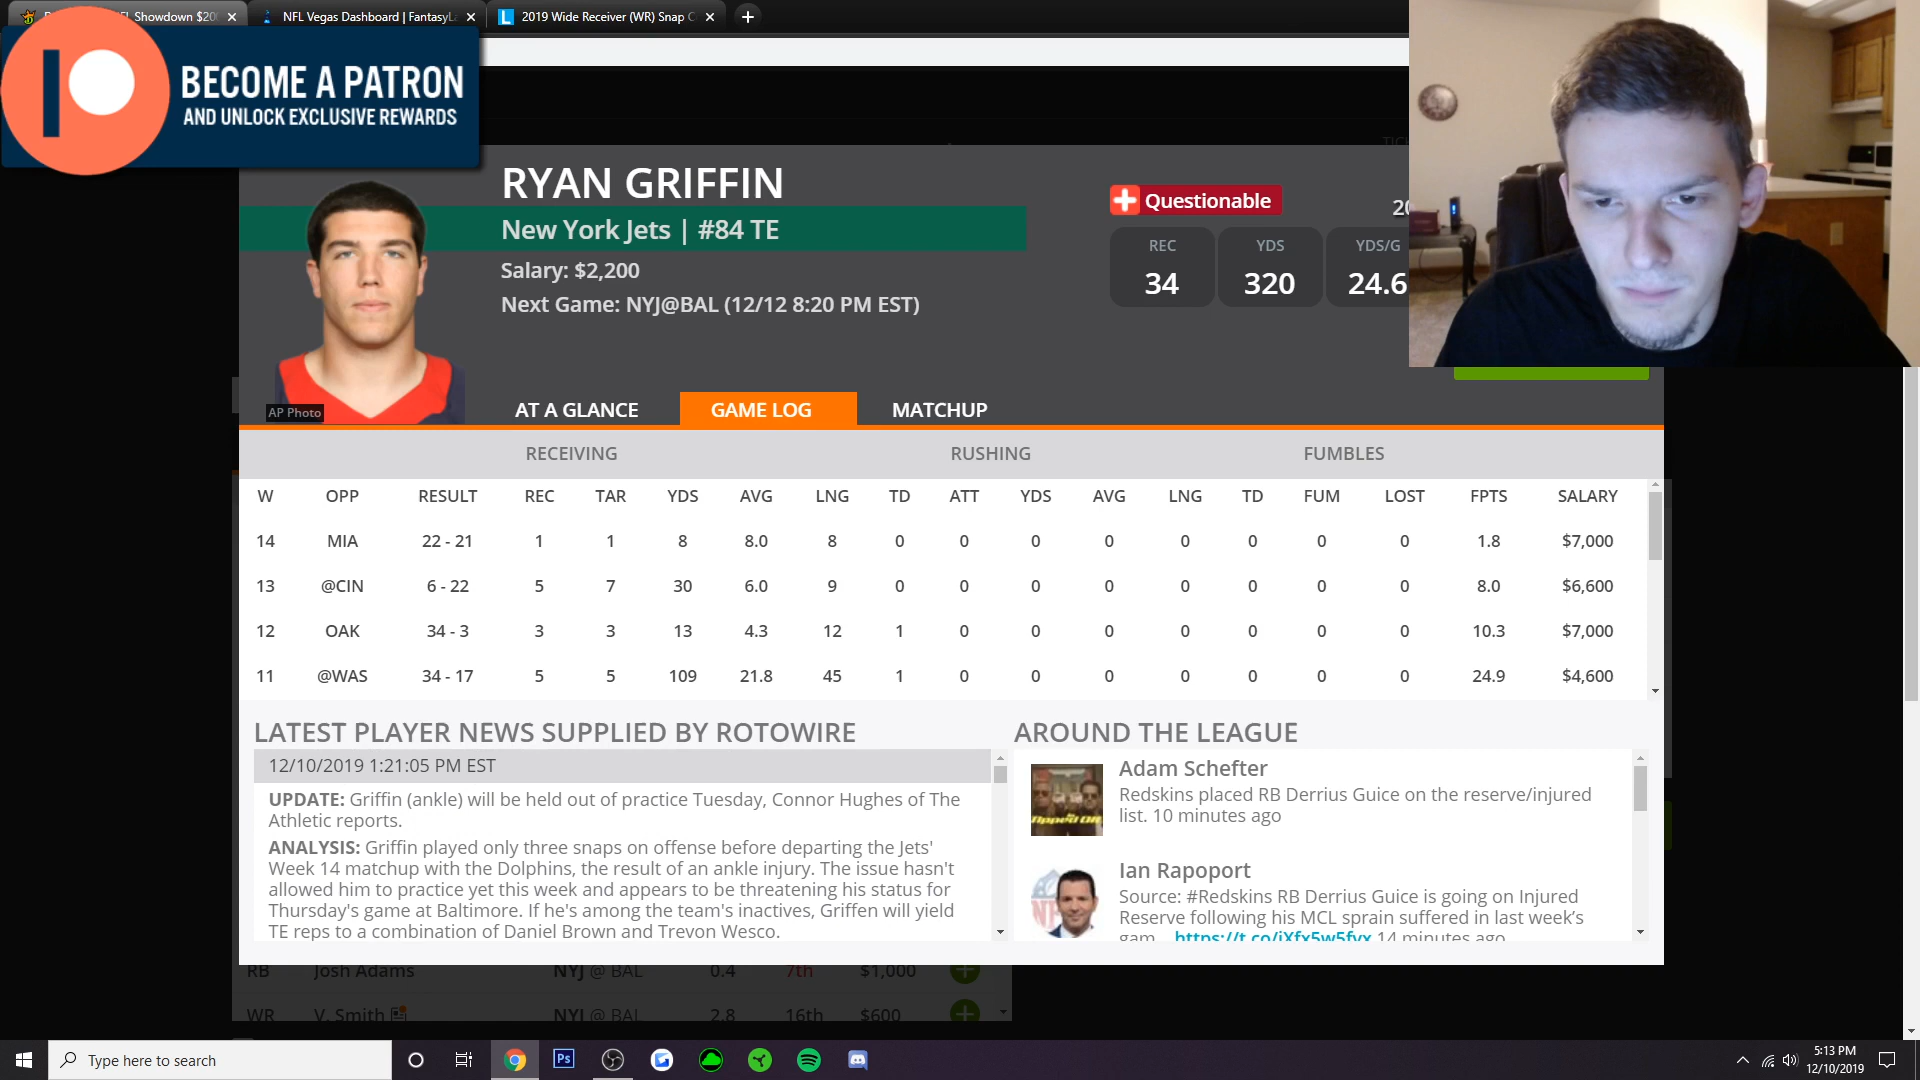 FL Showdown $20
NFL Vegas Dashboard | FantasyLa
2019 Wide Receiver (WR) Snap C
BECOME A PATRON
AND UNLOCK EXCLUSIVE REWARDS
RYAN GRIFFIN
New York Jets | #84 TE
Salary: $2,200
Next Game: NYJ@BAL (12/12 8:20 PM EST)
Questionable
20
REC YDS YDS/G
34 320 24.6
AP Photo
AT A GLANCE GAME LOG MATCHUP
RECEIVING RUSHING FUMBLES
W OPP RESULT REC TAR YDS AVG LNG TD ATT YDS AVG LNG TD FUM LOST FPTS SALARY
14 MIA 22 - 21 1 1 8 8.0 8 0 0 0 0 0 0 0 0 1.8 $7,000
13 @CIN 6 - 22 5 7 30 6.0 9 0 0 0 0 0 0 0 0 8.0 $6,600
12 OAK 34 - 3 3 3 13 4.3 12 1 0 0 0 0 0 0 0 10.3 $7,000
11 @WAS 34 - 17 5 5 109 21.8 45 1 0 0 0 0 0 0 0 24.9 $4,600
LATEST PLAYER NEWS SUPPLIED BY ROTOWIRE
12/10/2019 1:21:05 PM EST
UPDATE: Griffin (ankle) will be held out of practice Tuesday, Connor Hughes of The
Athletic reports.
ANALYSIS: Griffin played only three snaps on offense before departing the Jets'
Week 14 matchup with the Dolphins, the result of an ankle injury. The issue hasn't
allowed him to practice yet this week and appears to be threatening his status for
Thursday's game at Baltimore. If he's among the team's inactives, Griffen will yield
TE reps to a combination of Daniel Brown and Trevon Wesco.
AROUND THE LEAGUE
Adam Schefter
Redskins placed RB Derrius Guice on the reserve/injured
list. 10 minutes ago
Ian Rapoport
Source: #Redskins RB Derrius Guice is going on Injured
Reserve following his MCL sprain suffered in last week's
gam... https://t.co/iXfx5w5fyx 14 minutes ago
RB Josh Adams NYJ @ BAL 0.4 7th $1,000
WR V. Smith NYJ @ BAL 2.8 16th $600
Type here to search
Ps
5:13 PM
12/10/2019